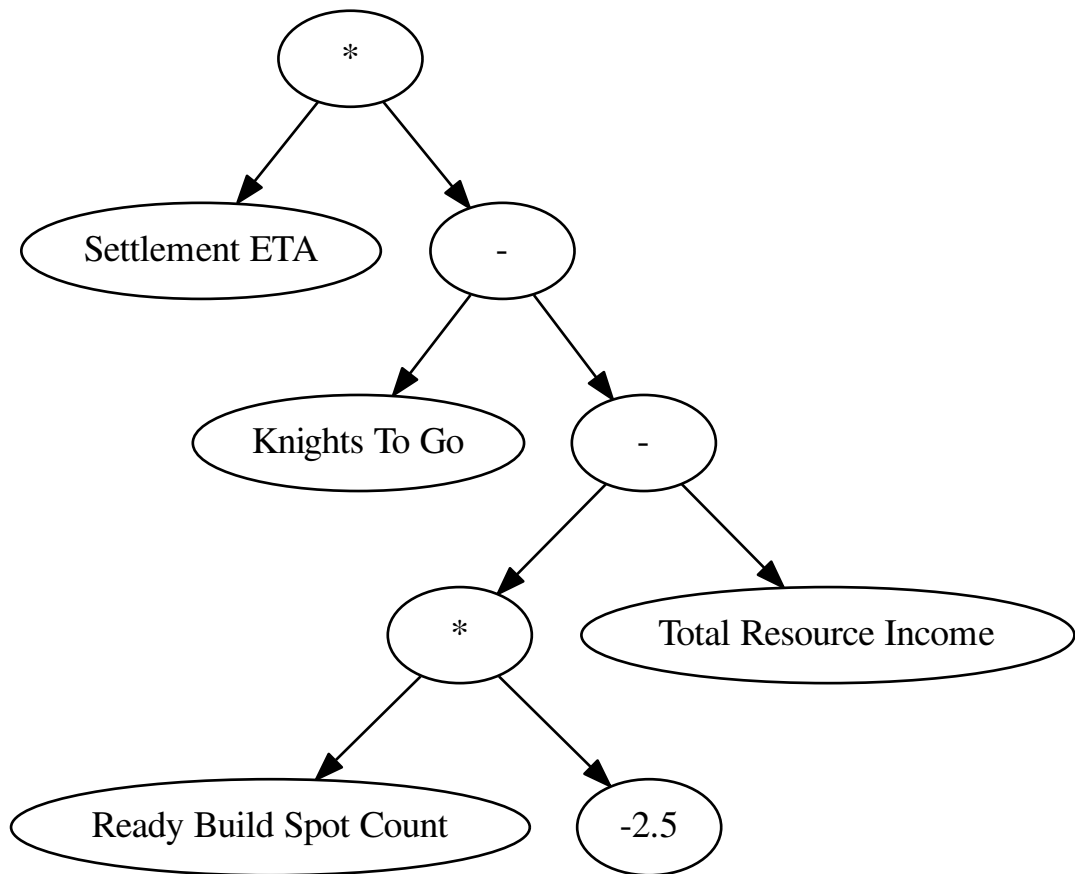 *
Settlement ETA
-
Knights To Go
-
*
Total Resource Income
Ready Build Spot Count
-2.5